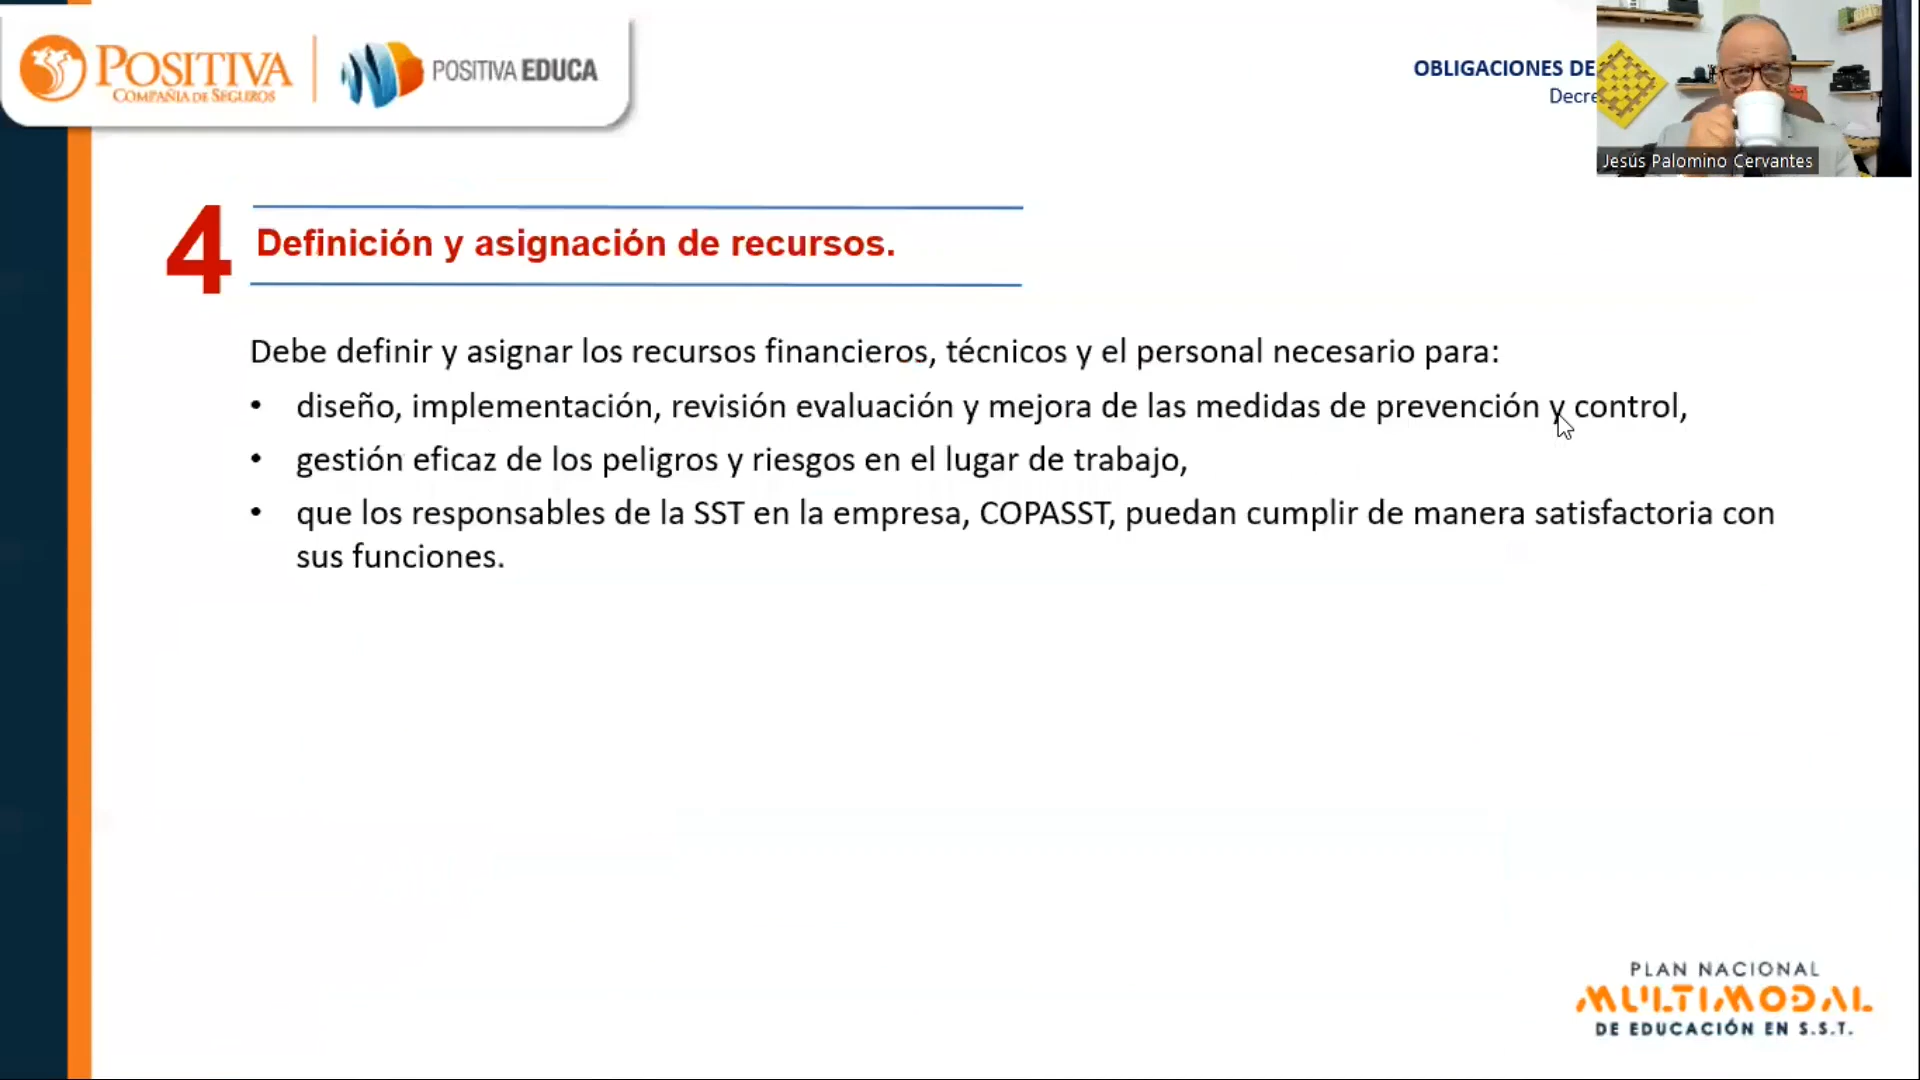 POSITIVA
COMPAÑIA DE SEGUROS
POSITIVA EDUCA
OBLIGACIONES DE
Decre
Jesús Palomino Cervantes
4
Definición y asignación de recursos.
Debe definir y asignar los recursos financieros, técnicos y el personal necesario para:
• diseño, implementación, revisión evaluación y mejora de las medidas de prevención y control,
• gestión eficaz de los peligros y riesgos en el lugar de trabajo,
• que los responsables de la SST en la empresa, COPASST, puedan cumplir de manera satisfactoria con
sus funciones.
PLAN NACIONAL
MULTIMODAL
DE EDUCACIÓN EN S.S.T.